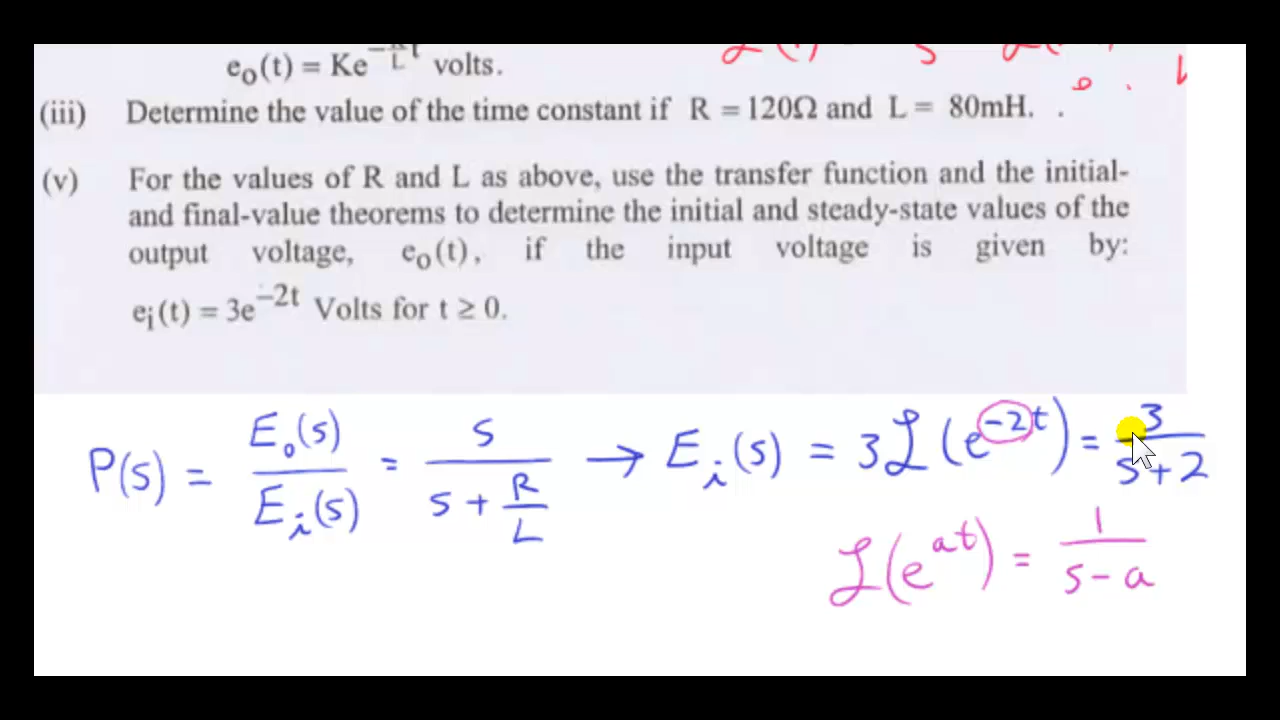 e₀(t) = Ke^{-R/L t} volts.
(iii) Determine the value of the time constant if R = 120Ω and L = 80mH. .
(v) For the values of R and L as above, use the transfer function and the initial-
and final-value theorems to determine the initial and steady-state values of the
output voltage, e₀(t), if the input voltage is given by:
eᵢ(t) = 3e^{-2t} Volts for t ≥ 0.
P(s) = E₀(s)/Eᵢ(s) = s/(s + R/L) → Eᵢ(s) = 3ℒ(e^{-2t}) = 3/(s+2)
ℒ(e^{at}) = 1/(s-a)